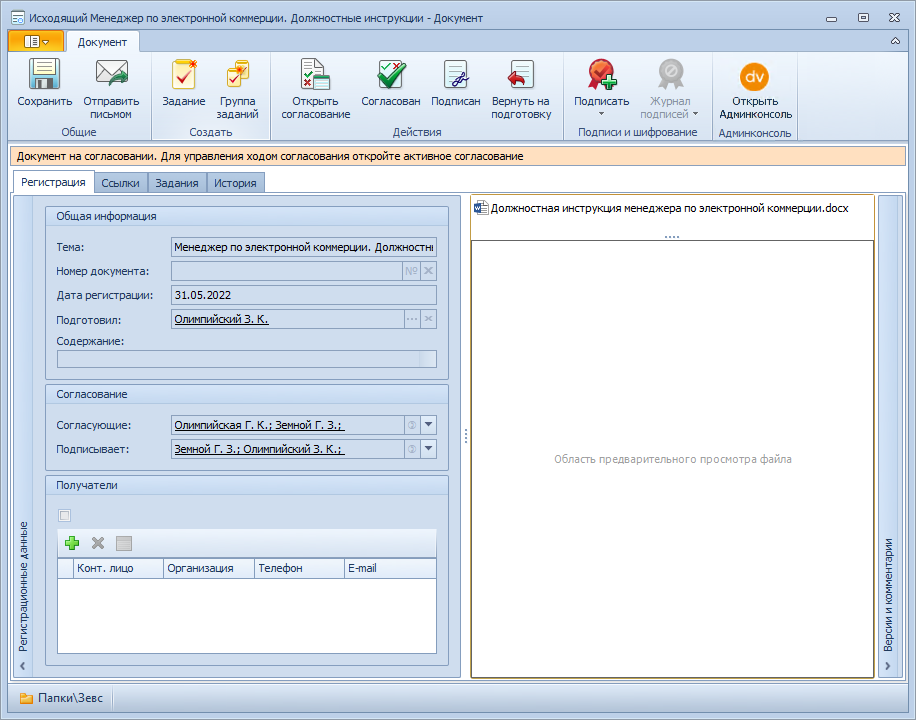 Исходящий Менеджер по электронной коммерции. Должностные инструкции - Документ
Документ
Сохранить
Отправить
письмом
Общие
Задание
Группа
заданий
Создать
Открыть
согласование
Согласован
Подписан
Вернуть на
подготовку
Действия
Подписать
Журнал
подписей
Подписи и шифрование
dv
Открыть
Админконсоль
Админконсоль
Документ на согласовании. Для управления ходом согласования откройте активное согласование
Регистрация
Ссылки
Задания
История
Регистрационные данные
Общая информация
Тема:
Менеджер по электронной коммерции. Должностны
Номер документа:
№
Дата регистрации:
31.05.2022
Подготовил:
Олимпийский З. К.
Содержание:
Согласование
Согласующие:
Олимпийская Г. К.; Земной Г. З.;
Подписывает:
Земной Г. З.; Олимпийский З. К.;
Получатели
Конт. лицо
Организация
Телефон
E-mail
Должностная инструкция менеджера по электронной коммерции.docx
Область предварительного просмотра файла
Версии и комментарии
Папки\Зевс